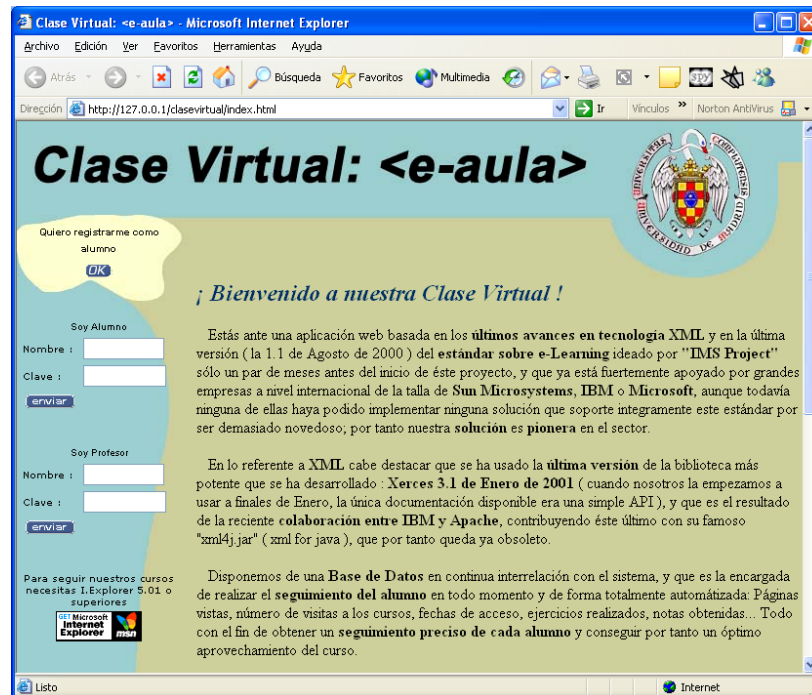 Clase Virtual: <e-aula> - Microsoft Internet Explorer
Archivo Edición Ver Favoritos Herramientas Ayuda
Atrás Búsqueda Favoritos Multimedia SPY
Dirección http://127.0.0.1/clasevirtual/index.html Ir Vínculos » Norton AntiVirus
Clase Virtual: <e-aula>
Quiero registrarme como
alumno
OK
Soy Alumno
Nombre :
Clave :
enviar
Soy Profesor
Nombre :
Clave :
enviar
Para seguir nuestros cursos
necesitas I.Explorer 5.01 o
superiores
GET Microsoft
Internet
Explorer msn
¡ Bienvenido a nuestra Clase Virtual !
Estás ante una aplicación web basada en los últimos avances en tecnología XML y en la última
versión ( la 1.1 de Agosto de 2000 ) del estándar sobre e-Learning ideado por "IMS Project"
sólo un par de meses antes del inicio de éste proyecto, y que ya está fuertemente apoyado por grandes
empresas a nivel internacional de la talla de Sun Microsystems, IBM o Microsoft, aunque todavía
ninguna de ellas haya podido implementar ninguna solución que soporte integramente este estándar por
ser demasiado novedoso; por tanto nuestra solución es pionera en el sector.
En lo referente a XML cabe destacar que se ha usado la última versión de la biblioteca más
potente que se ha desarrollado : Xerces 3.1 de Enero de 2001 ( cuando nosotros la empezamos a
usar a finales de Enero, la única documentación disponible era una simple API ), y que es el resultado
de la reciente colaboración entre IBM y Apache, contribuyendo éste último con su famoso
"xml4j.jar" ( xml for java ), que por tanto queda ya obsoleto.
Disponemos de una Base de Datos en continua interrelación con el sistema, y que es la encargada
de realizar el seguimiento del alumno en todo momento y de forma totalmente automátizada: Páginas
vistas, número de visitas a los cursos, fechas de acceso, ejercicios realizados, notas obtenidas... Todo
con el fin de obtener un seguimiento preciso de cada alumno y conseguir por tanto un óptimo
aprovechamiento del curso.
Listo Internet